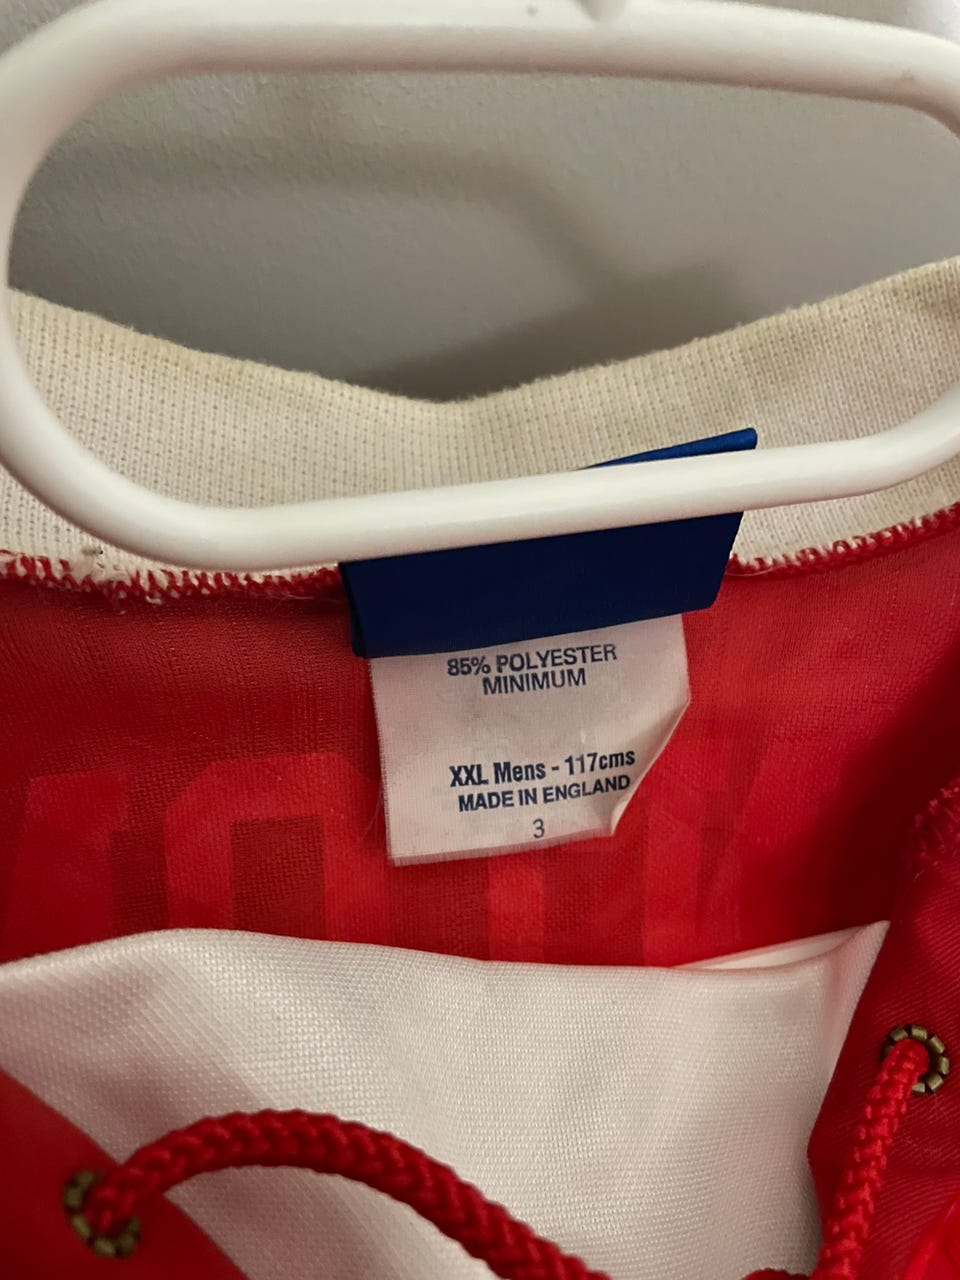 85% POLYESTER
MINIMUM
XXL Mens - 117cms
MADE IN ENGLAND
3